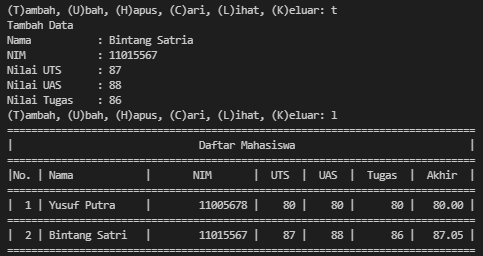 (T)ambah, (U)bah, (H)apus, (C)ari, (L)ihat, (K)eluar: t
Tambah Data
Nama          : Bintang Satria
NIM           : 11015567
Nilai UTS     : 87
Nilai UAS     : 88
Nilai Tugas   : 86
(T)ambah, (U)bah, (H)apus, (C)ari, (L)ihat, (K)eluar: l
==========================================================================
|                            Daftar Mahasiswa                            |
==========================================================================
|No. | Nama           |      NIM       |  UTS  |  UAS  |  Tugas  |  Akhir  |
==========================================================================
|  1 | Yusuf Putra    |       11005678 |    80 |    80 |      80 |   80.00 |
==========================================================================
|  2 | Bintang Satri  |       11015567 |    87 |    88 |      86 |   87.05 |
==========================================================================